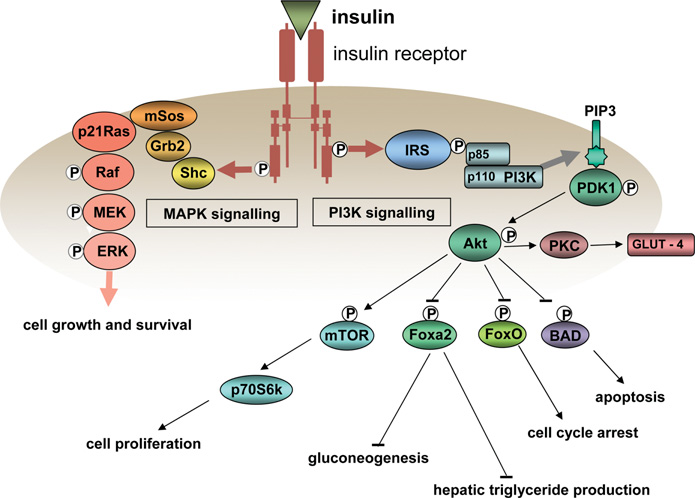 insulin
insulin receptor
PIP3
mSos
p21Ras
Grb2
Shc
P
P
IRS
P
p85
p110 PI3K
PDK1
P
P
Raf
P
MEK
P
ERK
MAPK signalling
PI3K signalling
Akt
P
PKC
GLUT - 4
cell growth and survival
P
mTOR
P
Foxa2
P
FoxO
P
BAD
p70S6k
apoptosis
cell proliferation
cell cycle arrest
gluconeogenesis
hepatic triglyceride production